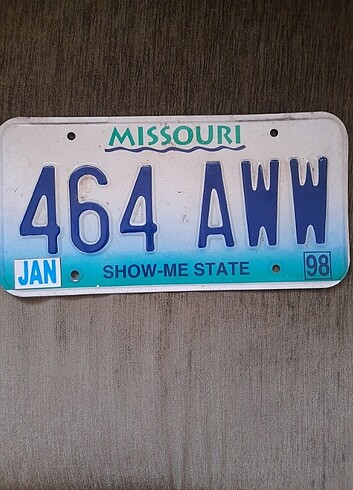 MISSOURI
464 AWW
JAN SHOW-ME STATE 98